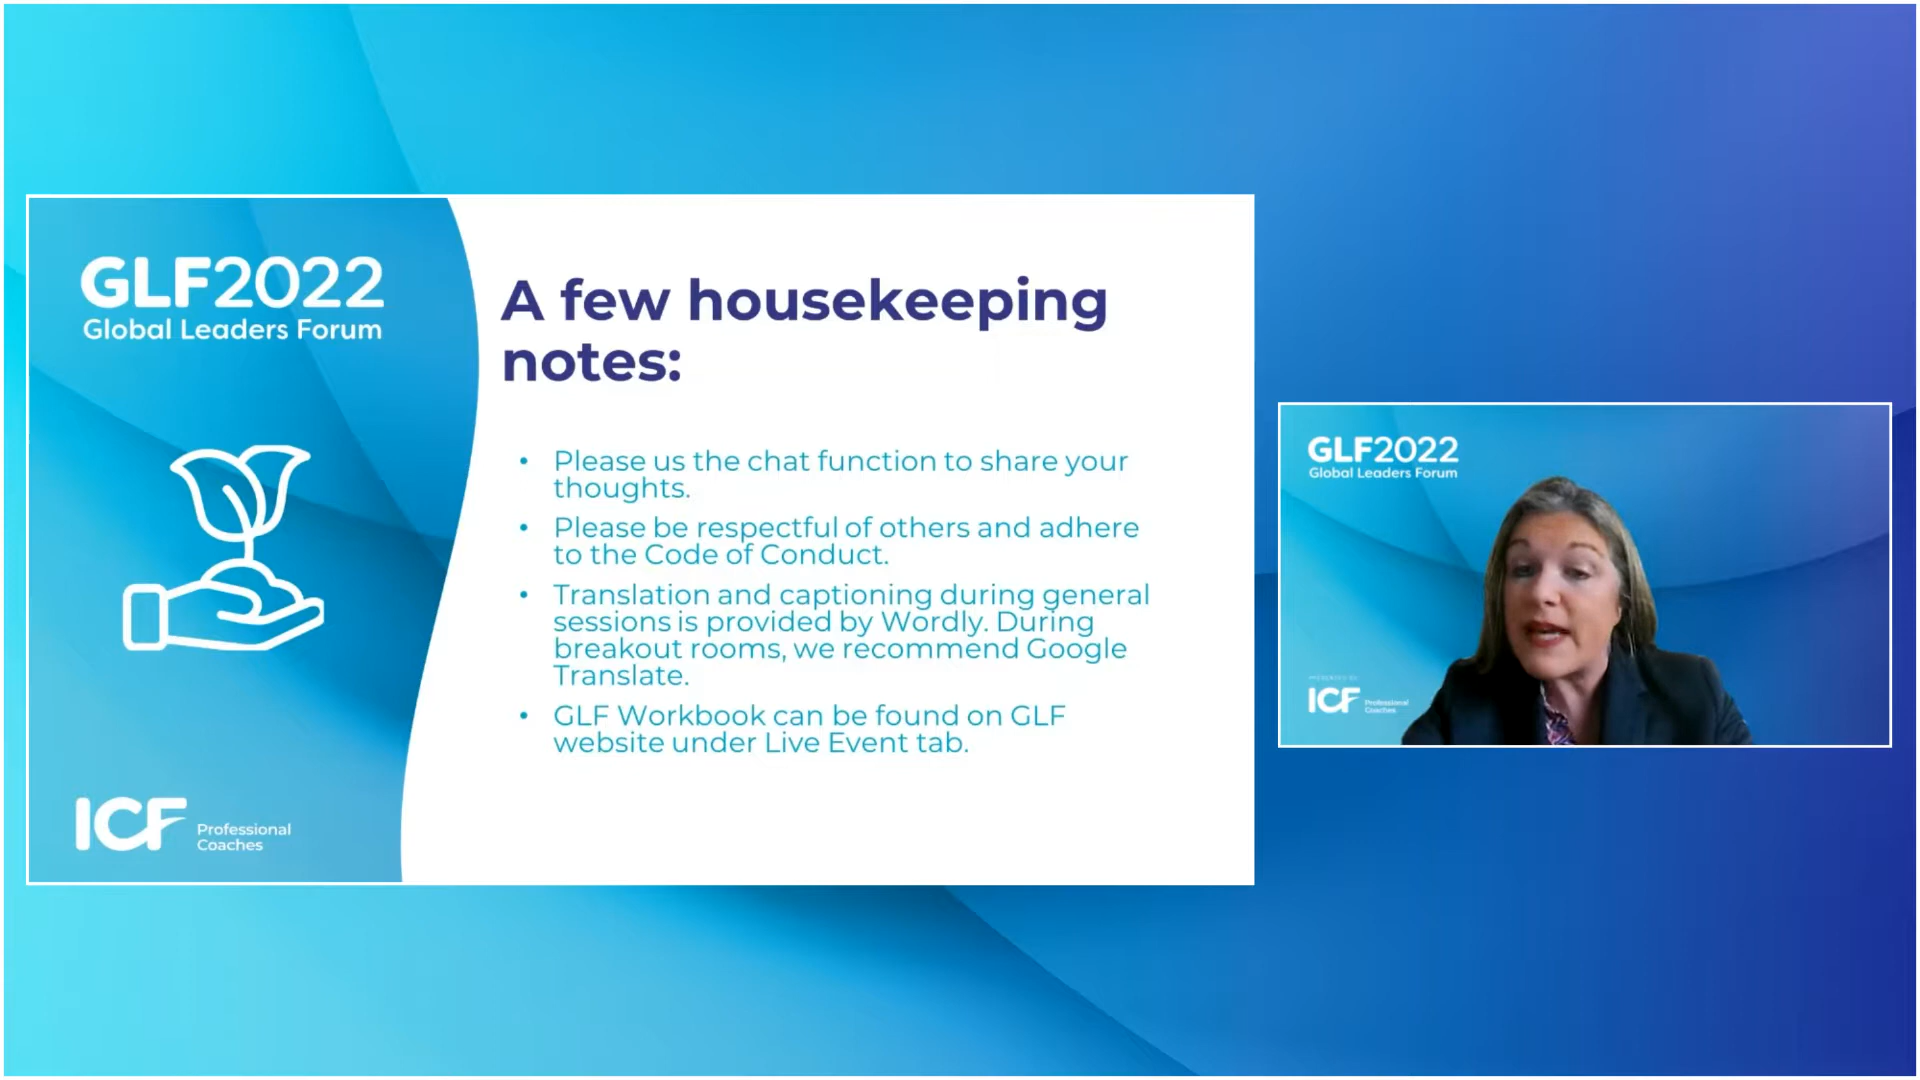 GLF2022
Global Leaders Forum
A few housekeeping
notes:
• Please us the chat function to share your
thoughts.
• Please be respectful of others and adhere
to the Code of Conduct.
• Translation and captioning during general
sessions is provided by Wordly. During
breakout rooms, we recommend Google
Translate.
• GLF Workbook can be found on GLF
website under Live Event tab.
ICF Professional
Coaches
GLF2022
Global Leaders Forum
ICF Professional
Coaches